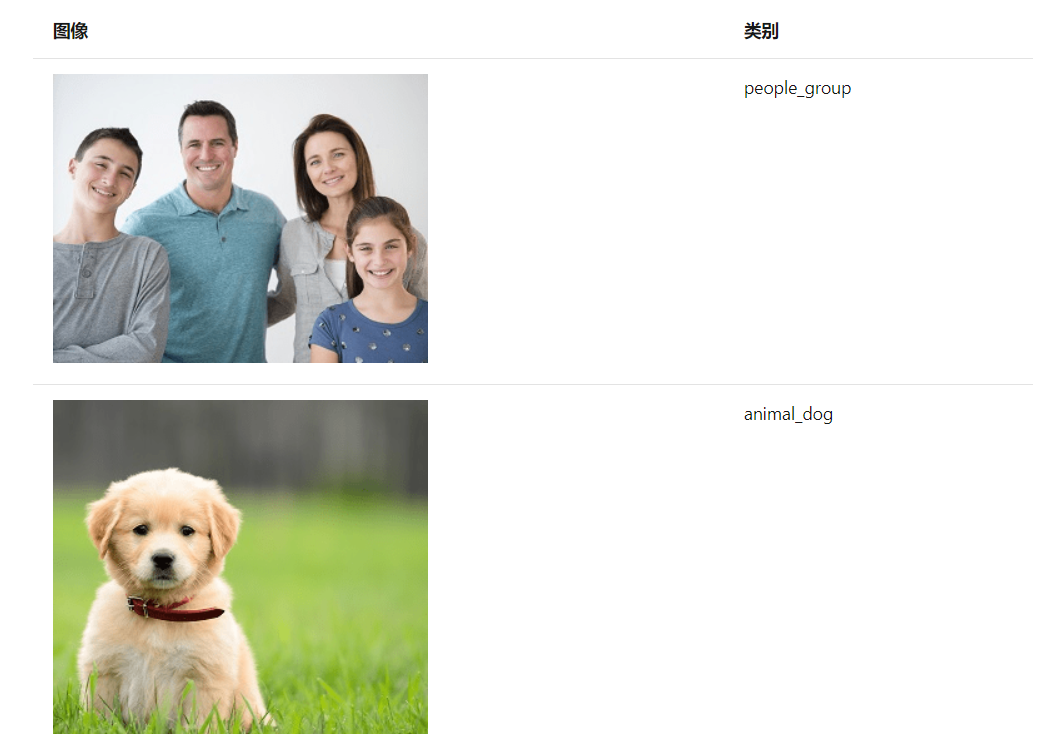 图像 类别
people_group
animal_dog